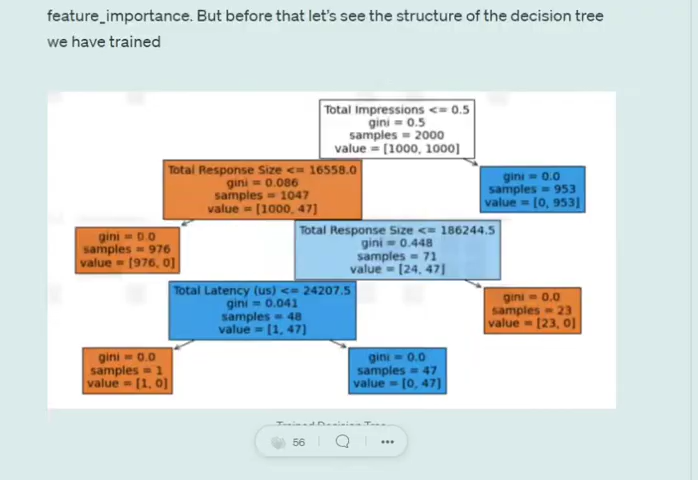 feature_importance. But before that let's see the structure of the decision tree
we have trained
Total Impressions <= 0.5
gini = 0.5
samples = 2000
value = [1000, 1000]
Total Response Size <= 16558.0
gini = 0.086
samples = 1047
value = [1000, 47]
gini = 0.0
samples = 953
value = [0, 953]
gini = 0.0
samples = 976
value = [976, 0]
Total Response Size <= 186244.5
gini = 0.448
samples = 71
value = [24, 47]
Total Latency (us) <= 24207.5
gini = 0.041
samples = 48
value = [1, 47]
gini = 0.0
samples = 23
value = [23, 0]
gini = 0.0
samples = 1
value = [1, 0]
gini = 0.0
samples = 47
value = [0, 47]
Trained Decision Tree
56